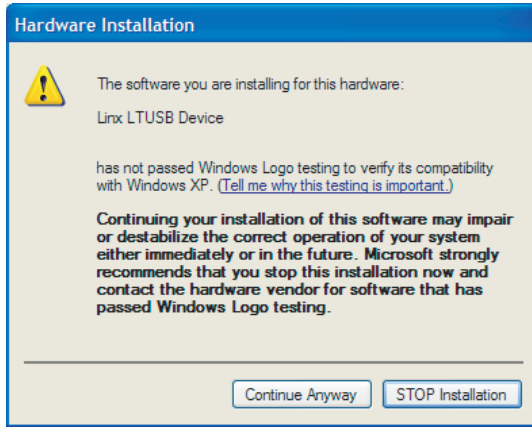 Hardware Installation
The software you are installing for this hardware:
Linx LTUSB Device
has not passed Windows Logo testing to verify its compatibility
with Windows XP. (Tell me why this testing is important.)
Continuing your installation of this software may impair
or destabilize the correct operation of your system
either immediately or in the future. Microsoft strongly
recommends that you stop this installation now and
contact the hardware vendor for software that has
passed Windows Logo testing.
Continue Anyway
STOP Installation